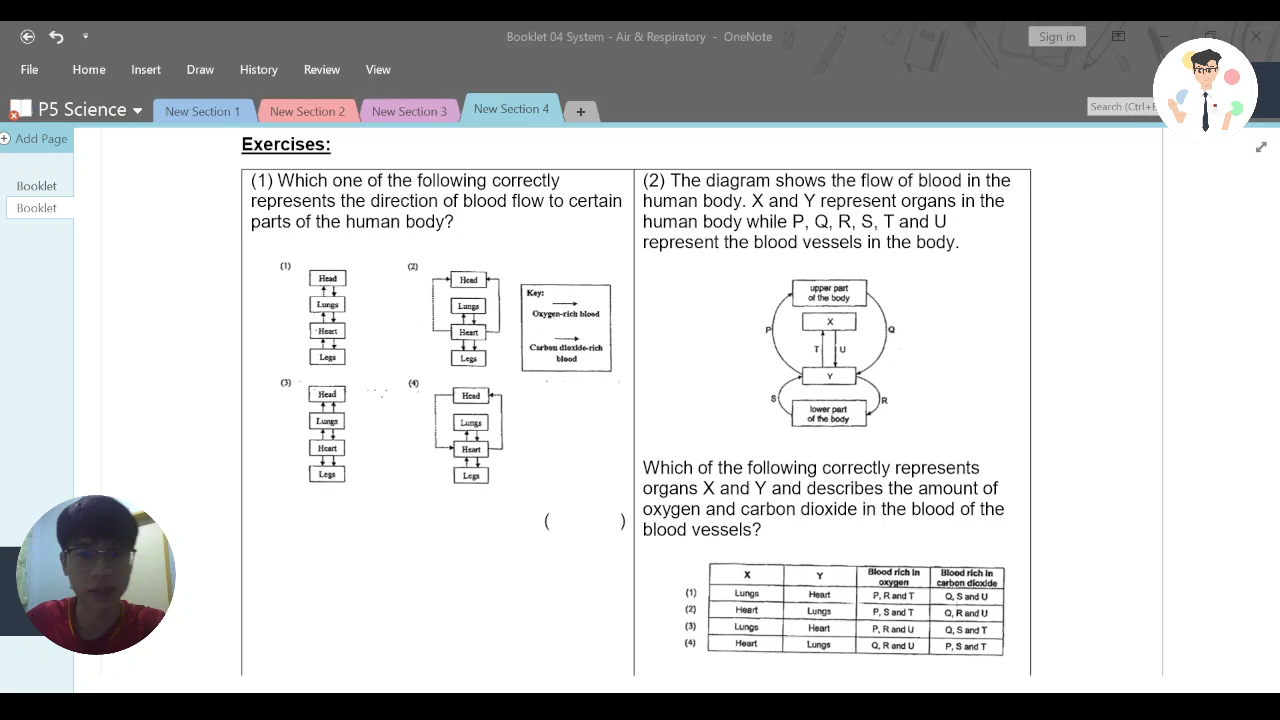 Booklet 04 System - Air & Respiratory - OneNote
Sign in
File Home Insert Draw History Review View
P5 Science
New Section 1
New Section 2
New Section 3
New Section 4
Search (Ctrl+E
Add Page
Booklet
Booklet
Exercises:
(1) Which one of the following correctly
represents the direction of blood flow to certain
parts of the human body?
(1)
Head
Lungs
Heart
Legs
(2)
Head
Lungs
Heart
Legs
Key:
Oxygen-rich blood
Carbon dioxide-rich
blood
(3)
Head
Lungs
Heart
Legs
(4)
Head
Lungs
Heart
Legs
( )
(2) The diagram shows the flow of blood in the
human body. X and Y represent organs in the
human body while P, Q, R, S, T and U
represent the blood vessels in the body.
upper part
of the body
X
P Q
T U
Y
S R
lower part
of the body
Which of the following correctly represents
organs X and Y and describes the amount of
oxygen and carbon dioxide in the blood of the
blood vessels?
X Y Blood rich in oxygen Blood rich in carbon dioxide
(1) Lungs Heart P, R and T Q, S and U
(2) Heart Lungs P, S and T Q, R and U
(3) Lungs Heart P, R and U Q, S and T
(4) Heart Lungs Q, R and U P, S and T